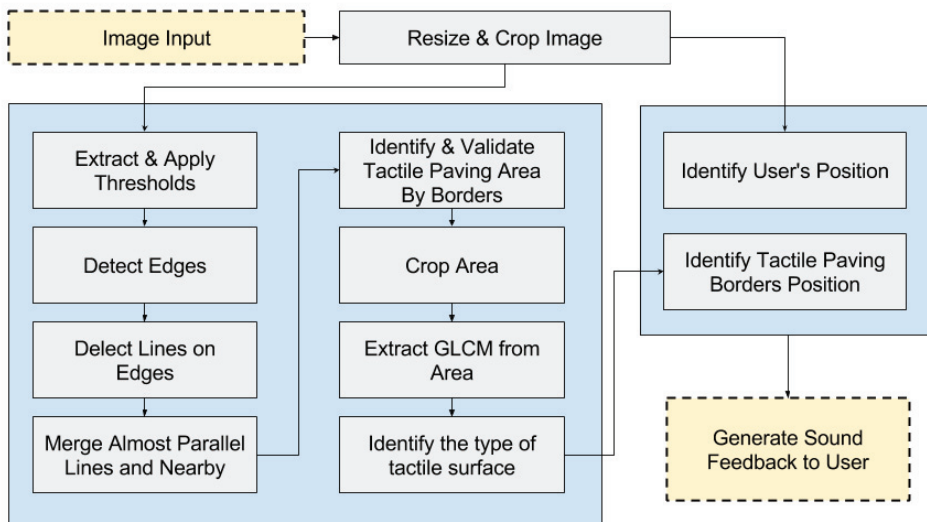 Image Input
Resize & Crop Image
Extract & Apply
Thresholds
Detect Edges
Delect Lines on
Edges
Merge Almost Parallel
Lines and Nearby
Identify & Validate
Tactile Paving Area
By Borders
Crop Area
Extract GLCM from
Area
Identify the type of
tactile surface
Identify User's Position
Identify Tactile Paving
Borders Position
Generate Sound
Feedback to User